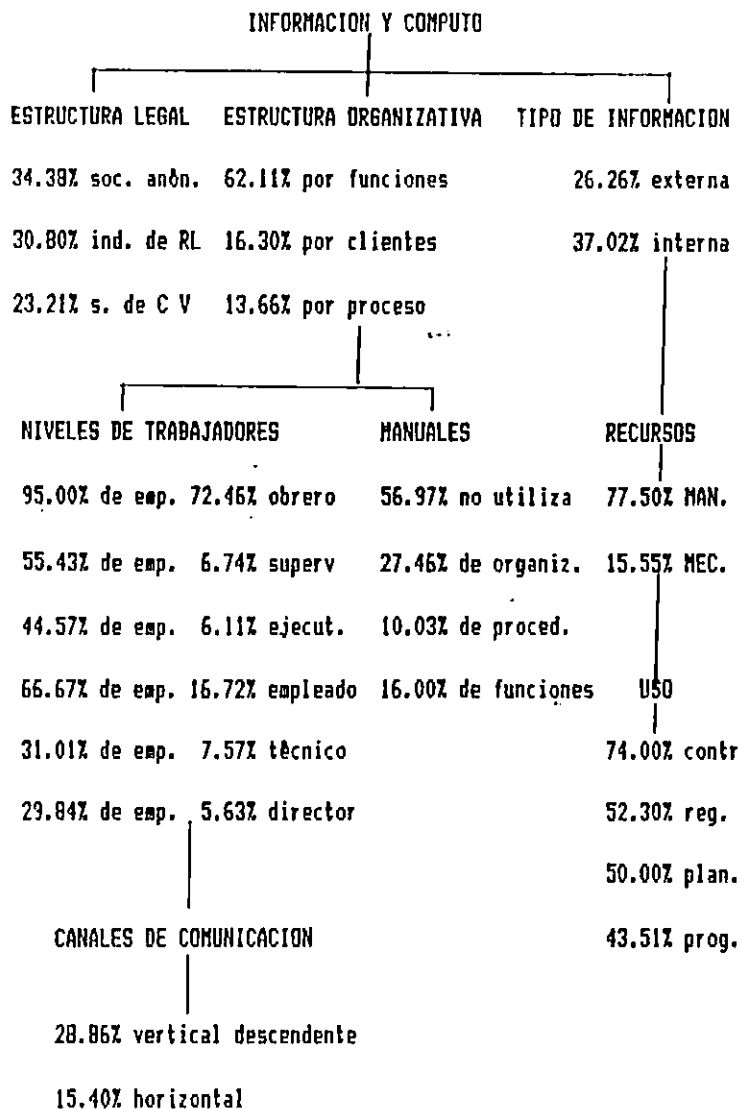 INFORMACION Y COMPUTO
ESTRUCTURA LEGAL ESTRUCTURA ORGANIZATIVA TIPO DE INFORMACION
34.38% soc. anón. 62.11% por funciones 26.26% externa
30.80% ind. de RL 16.30% por clientes 37.02% interna
23.21% s. de C V 13.66% por proceso
NIVELES DE TRABAJADORES MANUALES RECURSOS
95.00% de emp. 72.46% obrero 56.97% no utiliza 77.50% MAN.
55.43% de emp. 6.74% superv 27.46% de organiz. 15.55% MEC.
44.57% de emp. 6.11% ejecut. 10.03% de proced.
66.67% de emp. 16.72% empleado 16.00% de funciones USO
31.01% de emp. 7.57% técnico 74.00% contr
29.84% de emp. 5.63% director 52.30% reg.
50.00% plan.
CANALES DE COMUNICACION 43.51% prog.
28.86% vertical descendente
15.40% horizontal